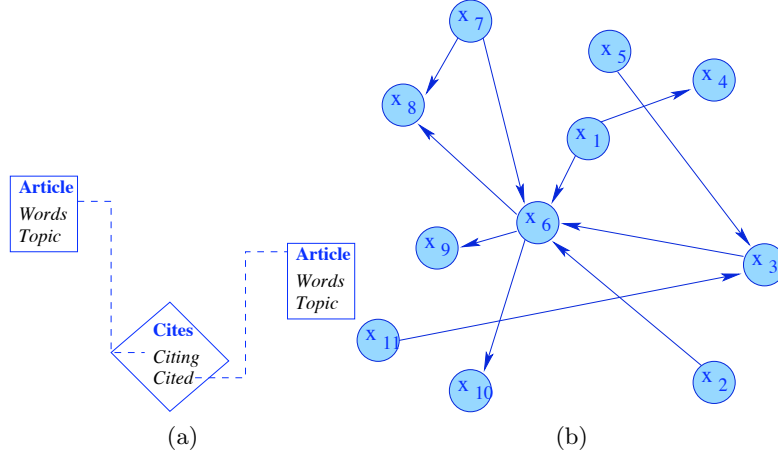 Article
Words
Topic
Article
Words
Topic
Cites
Citing
Cited
(a)
x 7
x 5
x 4
x 8
x 1
x 6
x 9
x 3
x 11
x 10
x 2
(b)